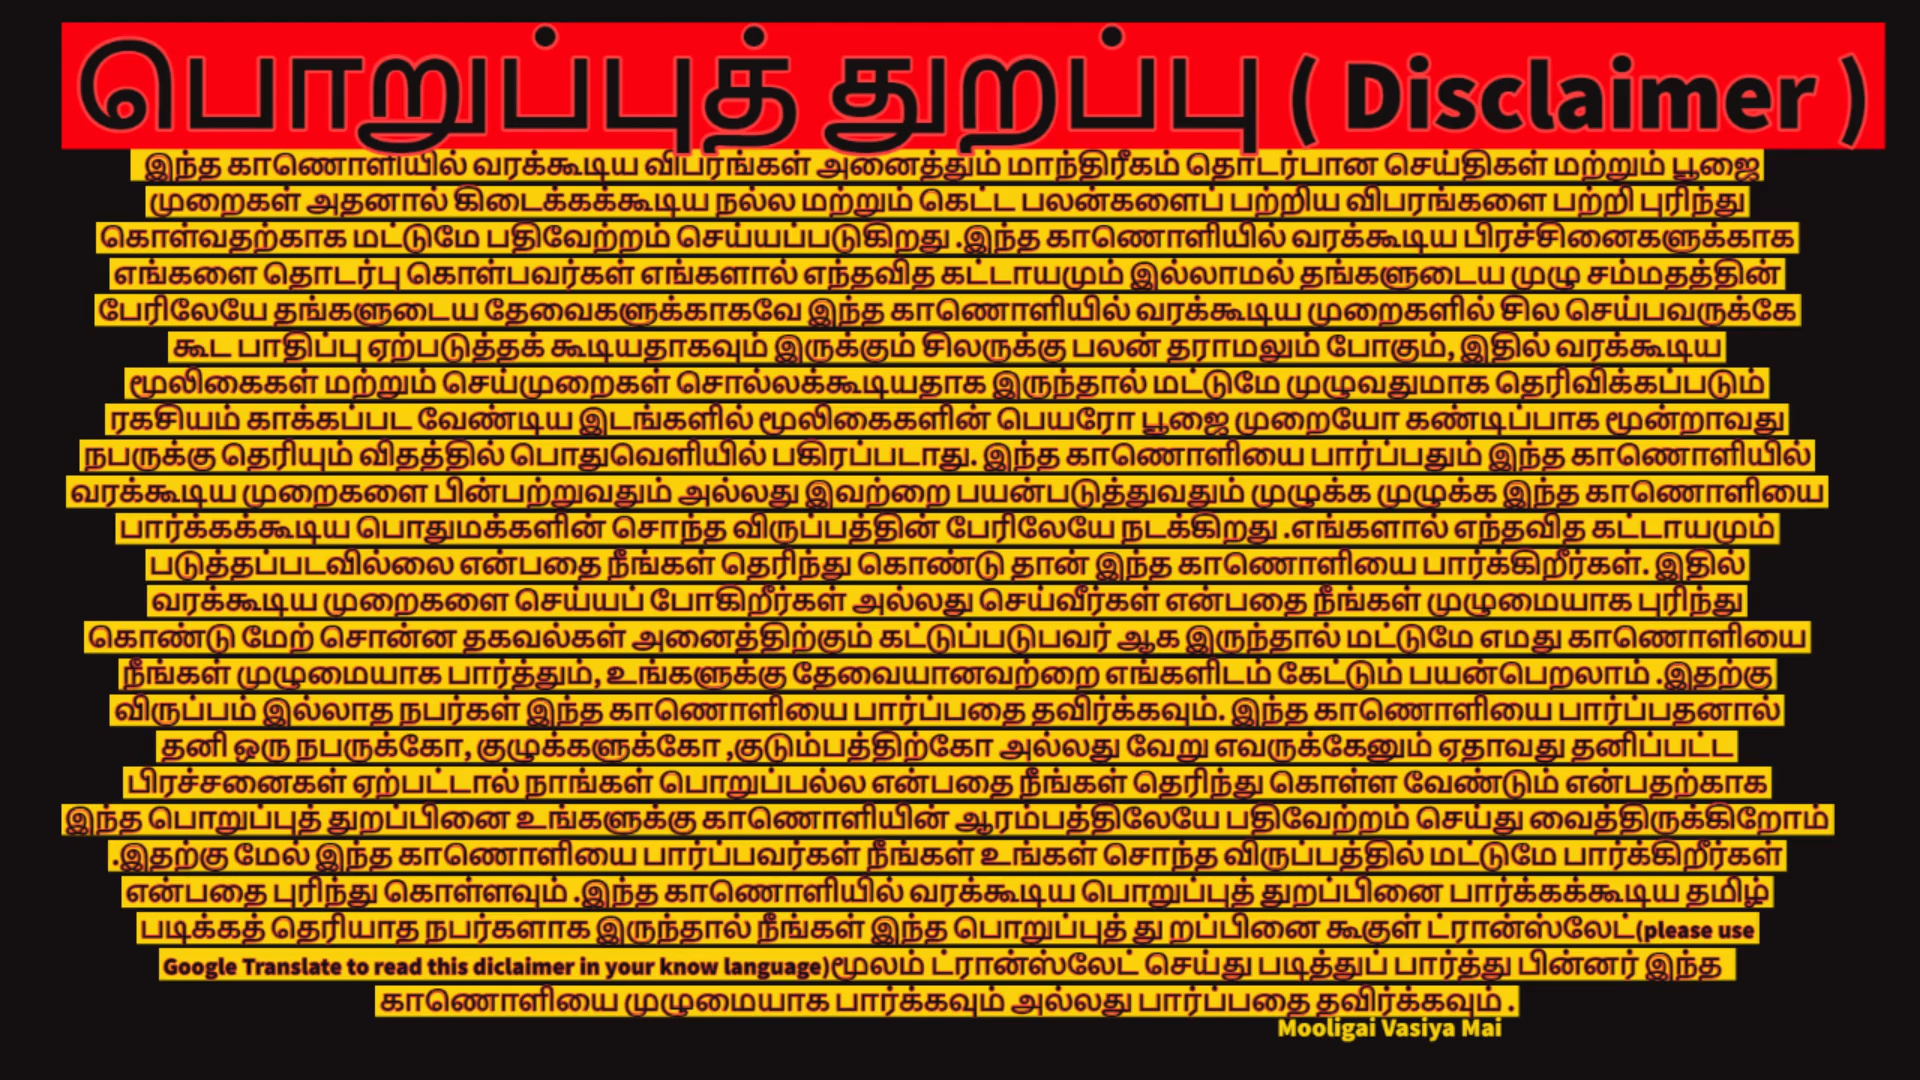 பொறுப்புத் துறப்பு ( Disclaimer )
இந்த காணொளியில் வரக்கூடிய விபரங்கள் அனைத்தும் மாந்திரீகம் தொடர்பான செய்திகள் மற்றும் பூஜை
முறைகள் அதனால் கிடைக்கக்கூடிய நல்ல மற்றும் கெட்ட பலன்களைப் பற்றிய விபரங்களை பற்றி புரிந்து
கொள்வதற்காக மட்டுமே பதிவேற்றம் செய்யப்படுகிறது .இந்த காணொளியில் வரக்கூடிய பிரச்சினைகளுக்காக
எங்களை தொடர்பு கொள்பவர்கள் எங்களால் எந்தவித கட்டாயமும் இல்லாமல் தங்களுடைய முழு சம்மதத்தின்
பேரிலேயே தங்களுடைய தேவைகளுக்காகவே இந்த காணொளியில் வரக்கூடிய முறைகளில் சில செய்பவருக்கே
கூட பாதிப்பு ஏற்படுத்தக் கூடியதாகவும் இருக்கும் சிலருக்கு பலன் தராமலும் போகும், இதில் வரக்கூடிய
மூலிகைகள் மற்றும் செய்முறைகள் சொல்லக்கூடியதாக இருந்தால் மட்டுமே முழுவதுமாக தெரிவிக்கப்படும்
ரகசியம் காக்கப்பட வேண்டிய இடங்களில் மூலிகைகளின் பெயரோ பூஜை முறையோ கண்டிப்பாக மூன்றாவது
நபருக்கு தெரியும் விதத்தில் பொதுவெளியில் பகிரப்படாது. இந்த காணொளியை பார்ப்பதும் இந்த காணொளியில்
வரக்கூடிய முறைகளை பின்பற்றுவதும் அல்லது இவற்றை பயன்படுத்துவதும் முழுக்க முழுக்க இந்த காணொளியை
பார்க்கக்கூடிய பொதுமக்களின் சொந்த விருப்பத்தின் பேரிலேயே நடக்கிறது .எங்களால் எந்தவித கட்டாயமும்
படுத்தப்படவில்லை என்பதை நீங்கள் தெரிந்து கொண்டு தான் இந்த காணொளியை பார்க்கிறீர்கள். இதில்
வரக்கூடிய முறைகளை செய்யப் போகிறீர்கள் அல்லது செய்வீர்கள் என்பதை நீங்கள் முழுமையாக புரிந்து
கொண்டு மேற் சொன்ன தகவல்கள் அனைத்திற்கும் கட்டுப்படுபவர் ஆக இருந்தால் மட்டுமே எமது காணொளியை
நீங்கள் முழுமையாக பார்த்தும், உங்களுக்கு தேவையானவற்றை எங்களிடம் கேட்டும் பயன்பெறலாம் .இதற்கு
விருப்பம் இல்லாத நபர்கள் இந்த காணொளியை பார்ப்பதை தவிர்க்கவும். இந்த காணொளியை பார்ப்பதனால்
தனி ஒரு நபருக்கோ, குழுக்களுக்கோ ,குடும்பத்திற்கோ அல்லது வேறு எவருக்கேனும் ஏதாவது தனிப்பட்ட
பிரச்சனைகள் ஏற்பட்டால் நாங்கள் பொறுப்பல்ல என்பதை நீங்கள் தெரிந்து கொள்ள வேண்டும் என்பதற்காக
இந்த பொறுப்புத் துறப்பினை உங்களுக்கு காணொளியின் ஆரம்பத்திலேயே பதிவேற்றம் செய்து வைத்திருக்கிறோம்
.இதற்கு மேல் இந்த காணொளியை பார்ப்பவர்கள் நீங்கள் உங்கள் சொந்த விருப்பத்தில் மட்டுமே பார்க்கிறீர்கள்
என்பதை புரிந்து கொள்ளவும் .இந்த காணொளியில் வரக்கூடிய பொறுப்புத் துறப்பினை பார்க்கக்கூடிய தமிழ்
படிக்கத் தெரியாத நபர்களாக இருந்தால் நீங்கள் இந்த பொறுப்புத் து றப்பினை கூகுள் ட்ரான்ஸ்லேட்(please use
Google Translate to read this diclaimer in your know language)மூலம் ட்ரான்ஸ்லேட் செய்து படித்துப் பார்த்து பின்னர் இந்த
காணொளியை முழுமையாக பார்க்கவும் அல்லது பார்ப்பதை தவிர்க்கவும் .
Mooligai Vasiya Mai